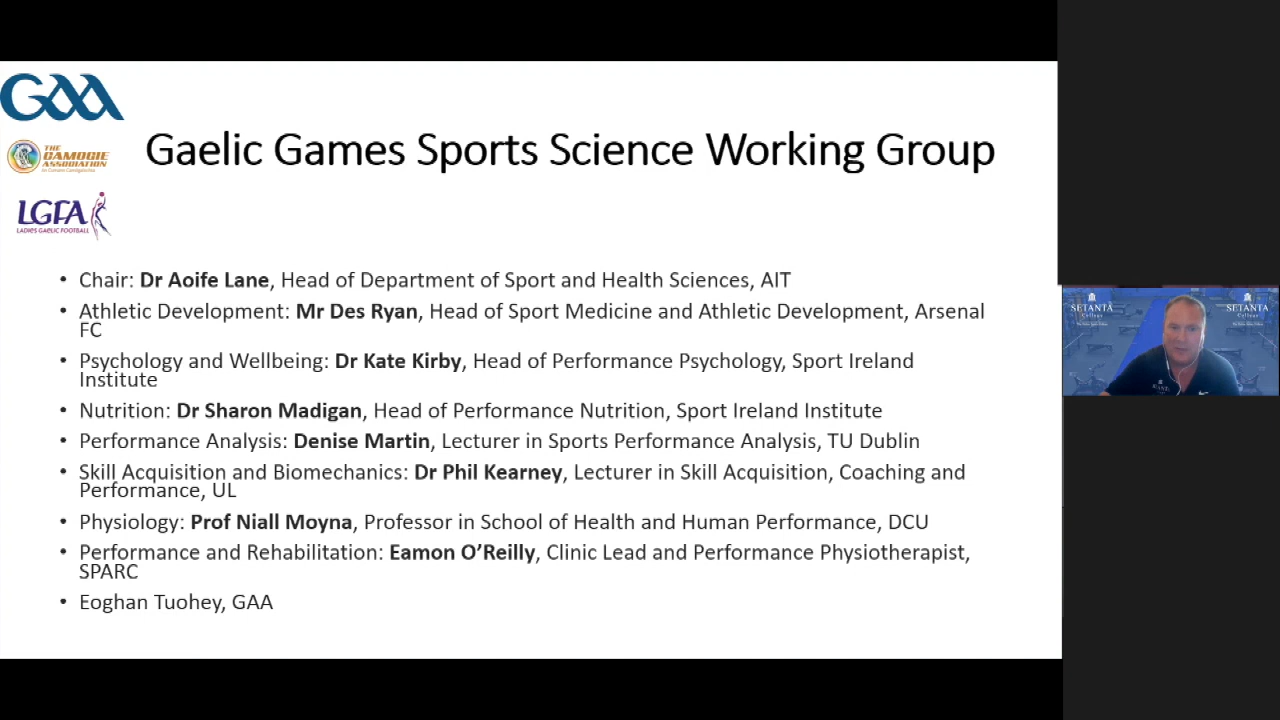 GAA
THE
CAMOGIE
ASSOCIATION
LGFA
LADIES GAELIC FOOTBALL
Gaelic Games Sports Science Working Group
• Chair: Dr Aoife Lane, Head of Department of Sport and Health Sciences, AIT
• Athletic Development: Mr Des Ryan, Head of Sport Medicine and Athletic Development, Arsenal
FC
• Psychology and Wellbeing: Dr Kate Kirby, Head of Performance Psychology, Sport Ireland
Institute
• Nutrition: Dr Sharon Madigan, Head of Performance Nutrition, Sport Ireland Institute
• Performance Analysis: Denise Martin, Lecturer in Sports Performance Analysis, TU Dublin
• Skill Acquisition and Biomechanics: Dr Phil Kearney, Lecturer in Skill Acquisition, Coaching and
Performance, UL
• Physiology: Prof Niall Moyna, Professor in School of Health and Human Performance, DCU
• Performance and Rehabilitation: Eamon O’Reilly, Clinic Lead and Performance Physiotherapist,
SPARC
• Eoghan Tuohey, GAA
SETANTA
College
SETANTA
College